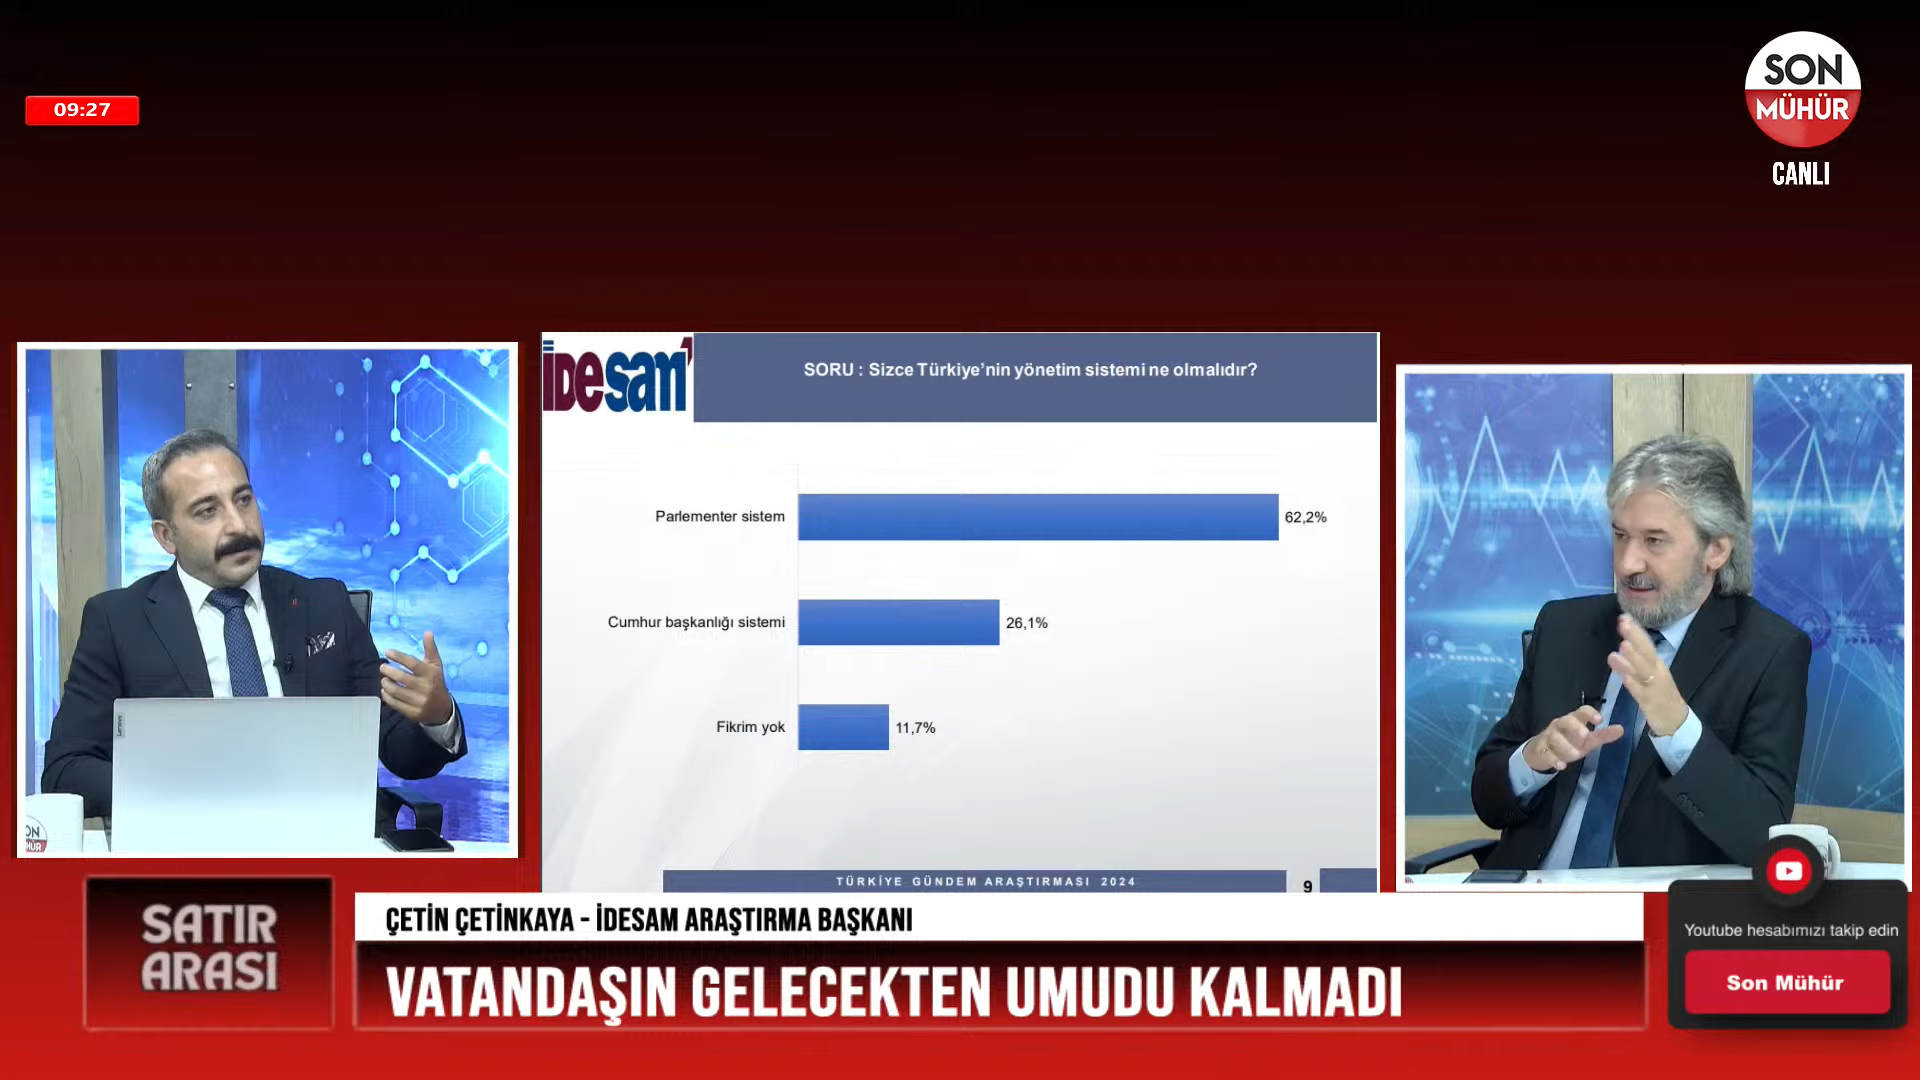 09:27
SON
MÜHÜR
CANLI
idesam
SORU : Sizce Türkiye'nin yönetim sistemi ne olmalıdır?
Parlementer sistem
62,2%
Cumhur başkanlığı sistemi
26,1%
Fikrim yok
11,7%
TÜRKİYE GÜNDEM ARAŞTIRMASI 2024
9
Lenovo
SATIR
ARASI
ÇETİN ÇETİNKAYA - İDESAM ARAŞTIRMA BAŞKANI
VATANDAŞIN GELECEKTEN UMUDU KALMADI
Youtube hesabımızı takip edin
Son Mühür